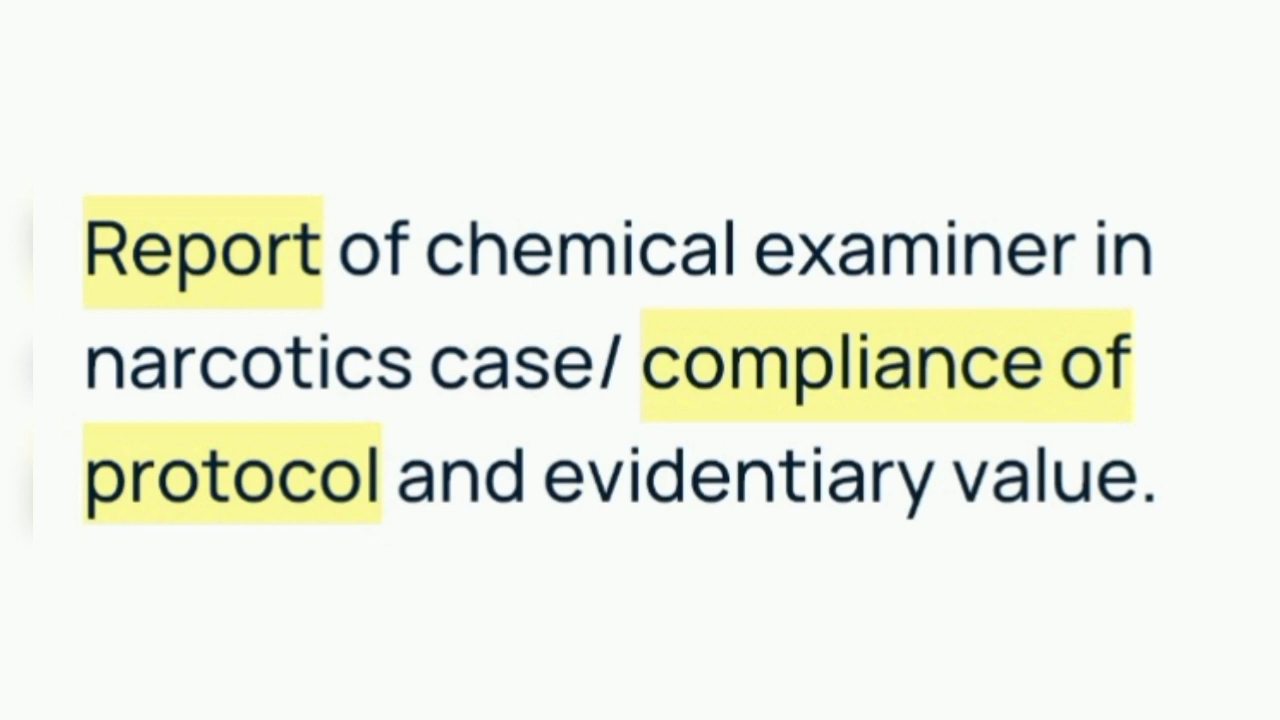 Report of chemical examiner in
narcotics case/ compliance of
protocol and evidentiary value.